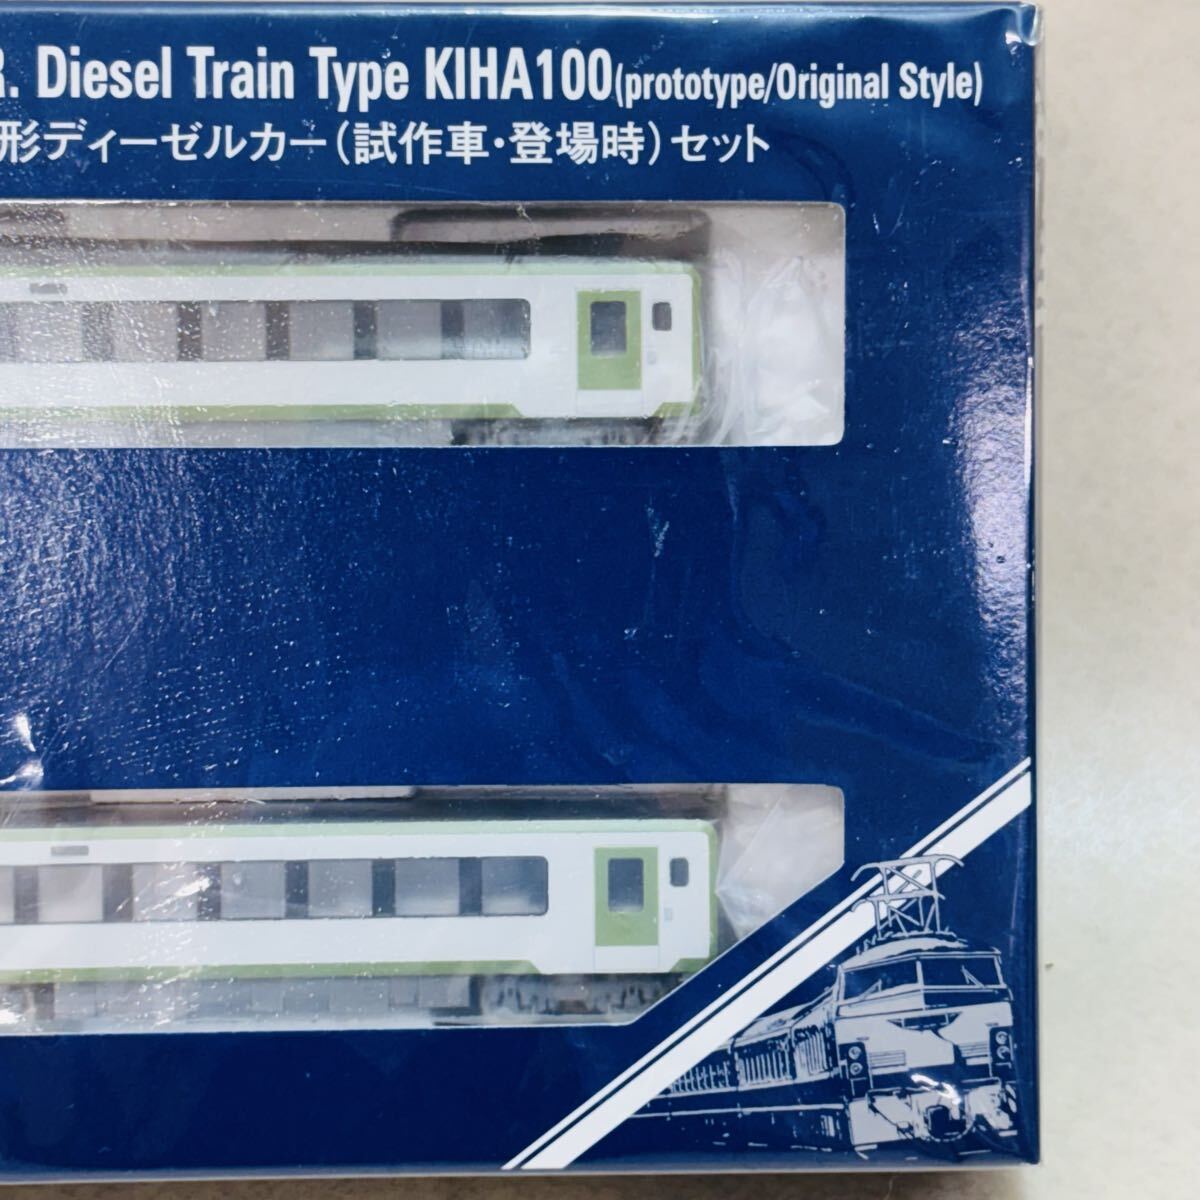 R. Diesel Train Type KIHA100(prototype/Original Style)
形ディーゼルカー(試作車・登場時)セット